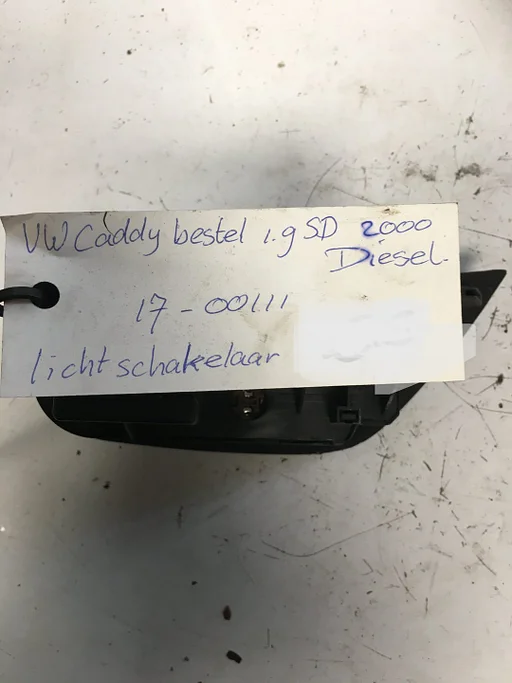 VW Caddy bestel 1.9 SD 2000
Diesel.
17-00111
lichtschakelaar